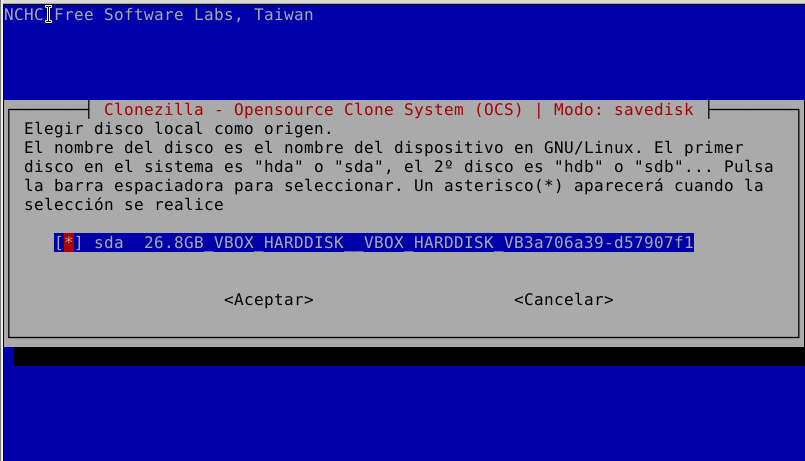 NCHC Free Software Labs, Taiwan
Clonezilla - Opensource Clone System (OCS) | Modo: savedisk
Elegir disco local como origen.
El nombre del disco es el nombre del dispositivo en GNU/Linux. El primer
disco en el sistema es "hda" o "sda", el 2º disco es "hdb" o "sdb"... Pulsa
la barra espaciadora para seleccionar. Un asterisco(*) aparecerá cuando la
selección se realice
[*] sda  26.8GB_VBOX_HARDDISK__VBOX_HARDDISK_VB3a706a39-d57907f1
<Aceptar> <Cancelar>